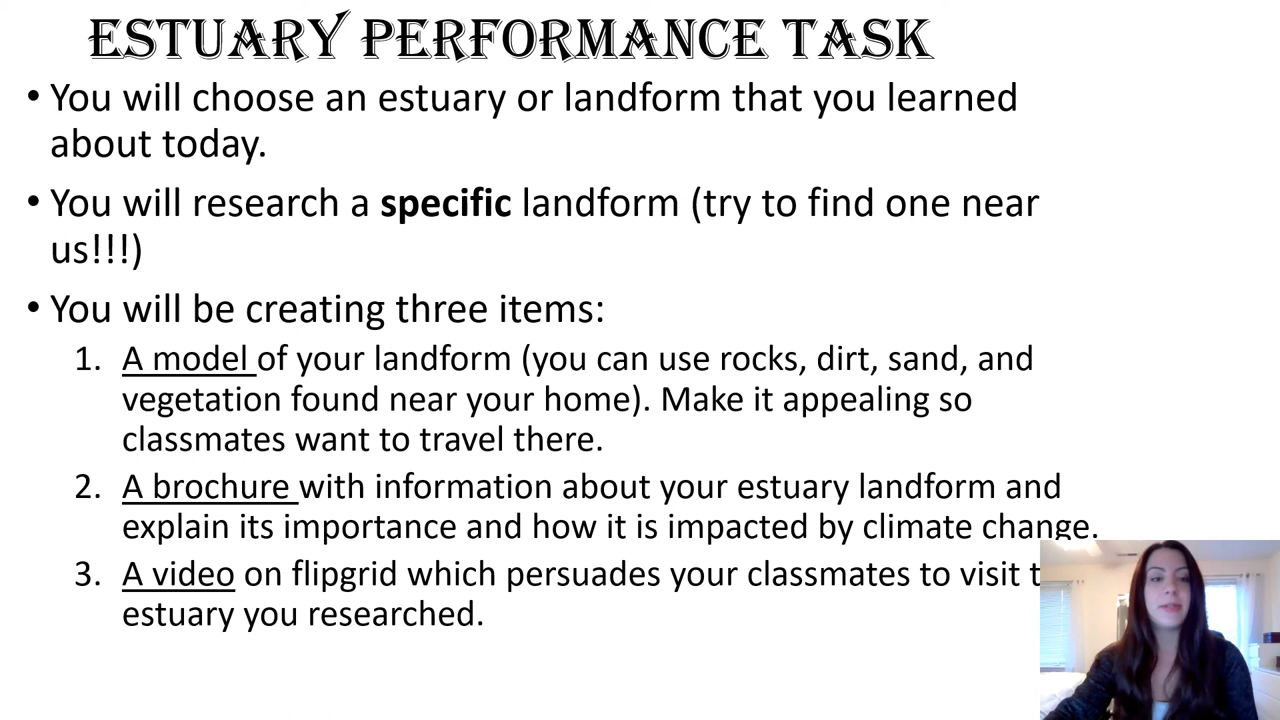 ESTUARY PERFORMANCE TASK
• You will choose an estuary or landform that you learned
about today.
• You will research a specific landform (try to find one near
us!!!)
• You will be creating three items:
1. A model of your landform (you can use rocks, dirt, sand, and
vegetation found near your home). Make it appealing so
classmates want to travel there.
2. A brochure with information about your estuary landform and
explain its importance and how it is impacted by climate change.
3. A video on flipgrid which persuades your classmates to visit
estuary you researched.